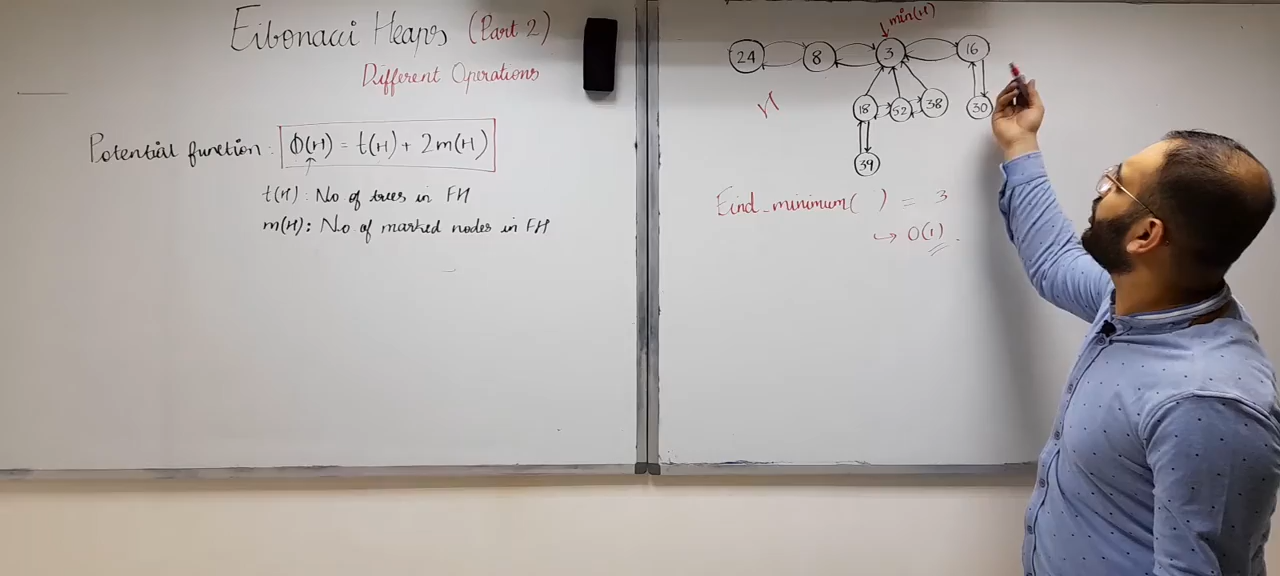 Fibonacci Heaps (Part 2)
Different Operations
Potential function: Φ(H) = t(H) + 2m(H)
t(H): No of trees in FH
m(H): No of marked nodes in FH
min(H)
24 8 3 16
18 52 38 30
39
H
Find_minimum( ) = 3
↪ O(1).